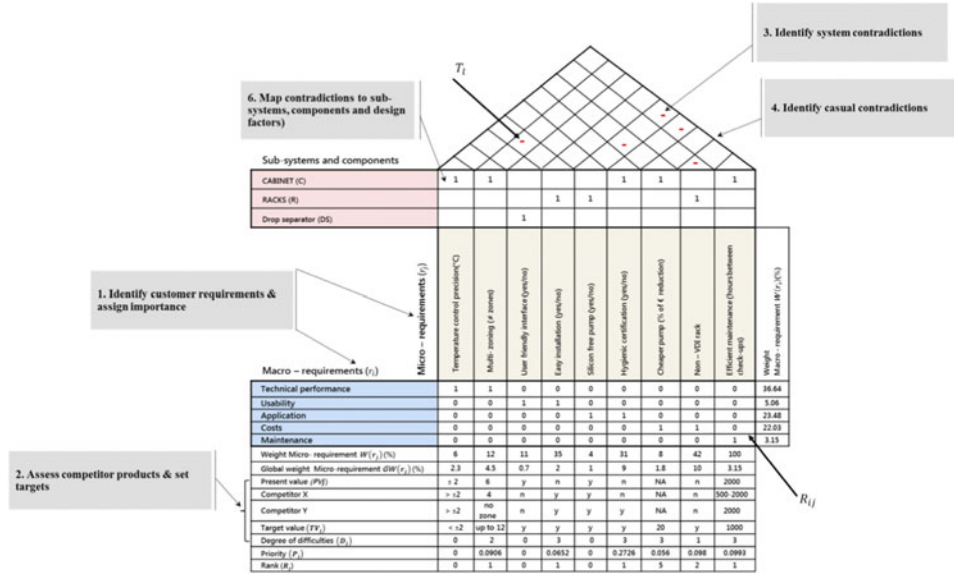 3. Identify system contradictions
T_l
6. Map contradictions to sub-
systems, components and design
factors)
4. Identify casual contradictions
Sub-systems and components
CABINET (C) 1 1 1 1 1
RACKS (R) 1 1 1
Drop separator (DS) 1
1. Identify customer requirements &
assign importance
Micro – requirements (r_j)
Temperature control precision(°C)
Multi- zoning (# zones)
User friendly interface (yes/no)
Easy installation (yes/no)
Silicon free pump (yes/no)
Hygienic certification (yes/no)
Cheaper pump (% of € reduction)
Non – VDI rack
Efficient maintenance (hours between
check-ups)
Weight
Macro - requirement W(r_i)(%)
Macro – requirements (r_i)
Technical performance 1 1 0 0 0 0 0 0 0 36.64
Usability 0 0 1 1 0 0 0 0 0 5.06
Application 0 0 0 0 1 1 0 0 0 23.48
Costs 0 0 0 0 0 0 1 1 0 22.03
Maintenance 0 0 0 0 0 0 0 0 1 3.15
2. Assess competitor products & set
targets
Weight Micro- requirement W(r_j)(%) 6 12 11 35 4 31 8 42 100
Global weight Micro-requirement GW(r_j)(%) 2.3 4.5 0.7 2 1 9 1.8 10 3.15
Present value (PVj) ± 2 6 y n y n NA n 2000
Competitor X > ±2 4 n y y n NA n 500-2000
Competitor Y > ±2 no zone n y y y NA n 2000
Target value (TV_j) < ±2 up to 12 y y y y 20 y 1000
Degree of difficulties (D_j) 0 2 0 3 0 3 3 1 3
Priority (P_j) 0 0.0906 0 0.0652 0 0.2726 0.056 0.098 0.0993
Rank (R_j) 0 1 0 1 0 1 5 2 1
R_ij